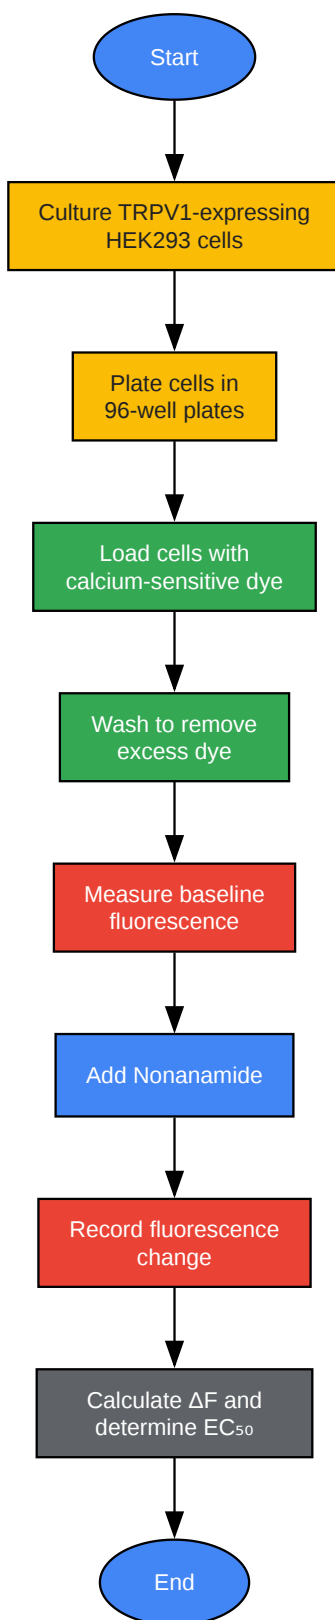 Start
Culture TRPV1-expressing
HEK293 cells
Plate cells in
96-well plates
Load cells with
calcium-sensitive dye
Wash to remove
excess dye
Measure baseline
fluorescence
Add Nonanamide
Record fluorescence
change
Calculate ΔF and
determine EC₅₀
End